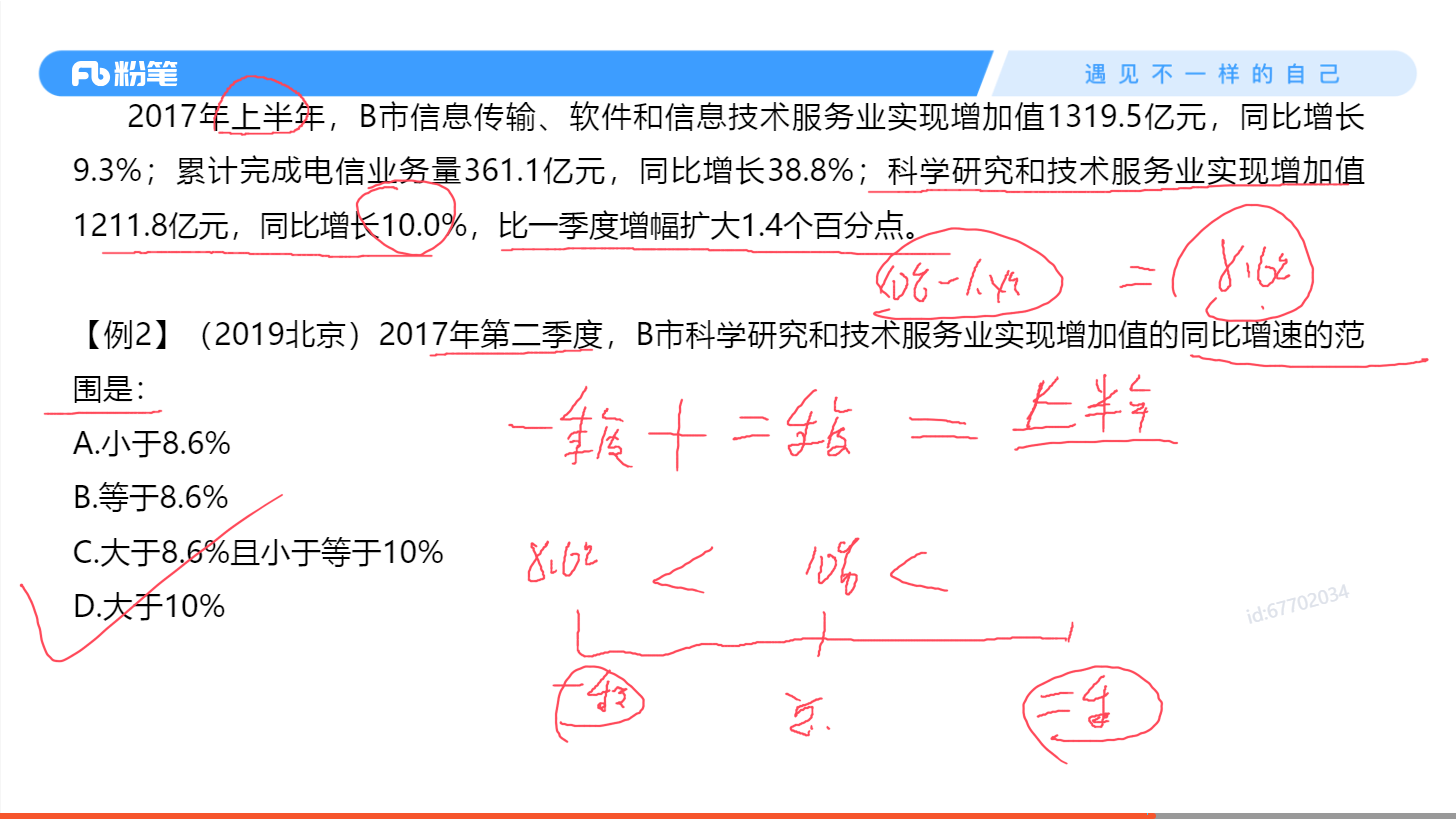 粉笔
遇见不一样的自己
2017年上半年，B市信息传输、软件和信息技术服务业实现增加值1319.5亿元，同比增长
9.3%；累计完成电信业务量361.1亿元，同比增长38.8%；科学研究和技术服务业实现增加值
1211.8亿元，同比增长10.0%，比一季度增幅扩大1.4个百分点。
10%-1.4% = 8.6%
【例2】（2019北京）2017年第二季度，B市科学研究和技术服务业实现增加值的同比增速的范
围是：
一季度 + 二季度 = 上半年
A.小于8.6%
B.等于8.6%
C.大于8.6%且小于等于10%
8.6% < 10% <
D.大于10%
id:67702034
一季 二季